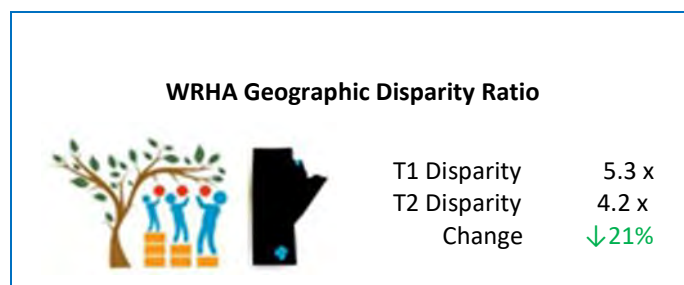 WRHA Geographic Disparity Ratio
T1 Disparity 5.3 x
T2 Disparity 4.2 x
Change ↓21%